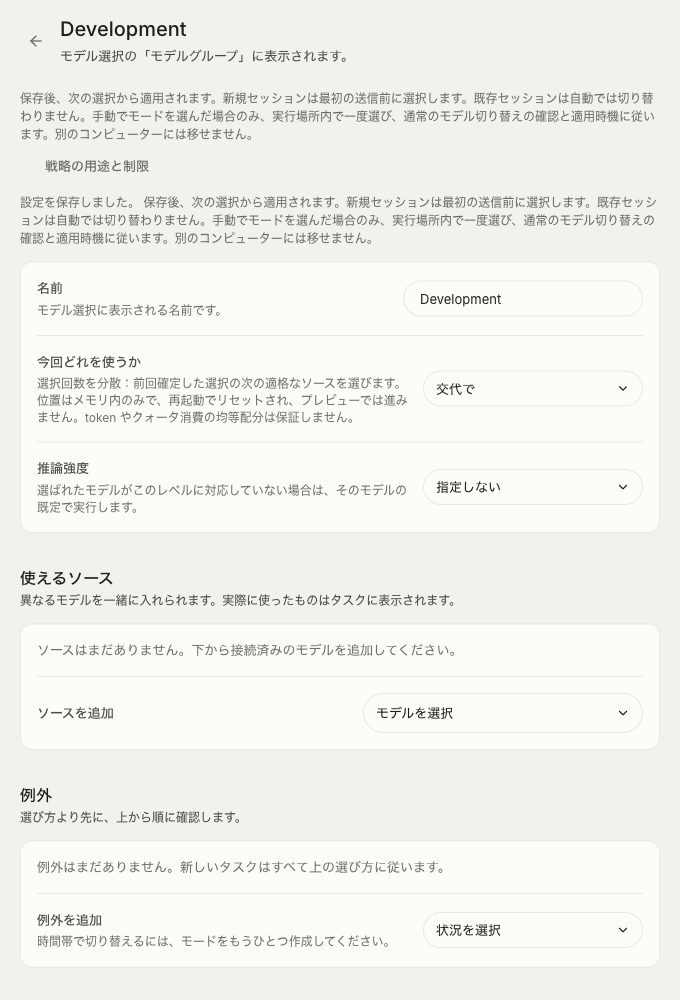 Development
モデル選択の「モデルグループ」に表示されます。
保存後、次の選択から適用されます。新規セッションは最初の送信前に選択します。既存セッションは自動では切り替
わりません。手動でモードを選んだ場合のみ、実行場所内で一度選び、通常のモデル切り替えの確認と適用時機に従い
ます。別のコンピューターには移せません。
戦略の用途と制限
設定を保存しました。 保存後、次の選択から適用されます。新規セッションは最初の送信前に選択します。既存セッシ
ョンは自動では切り替わりません。手動でモードを選んだ場合のみ、実行場所内で一度選び、通常のモデル切り替えの
確認と適用時機に従います。別のコンピューターには移せません。
名前
モデル選択に表示される名前です。
Development
今回どれを使うか
選択回数を分散：前回確定した選択の次の適格なソースを選びます。
位置はメモリ内のみで、再起動でリセットされ、プレビューでは進み
ません。token やクォータ消費の均等配分は保証しません。
交代で
推論強度
選ばれたモデルがこのレベルに対応していない場合は、そのモデルの
既定で実行します。
指定しない
使えるソース
異なるモデルを一緒に入れられます。実際に使ったものはタスクに表示されます。
ソースはまだありません。下から接続済みのモデルを追加してください。
ソースを追加
モデルを選択
例外
選び方より先に、上から順に確認します。
例外はまだありません。新しいタスクはすべて上の選び方に従います。
例外を追加
時間帯で切り替えるには、モードをもうひとつ作成してください。
状況を選択